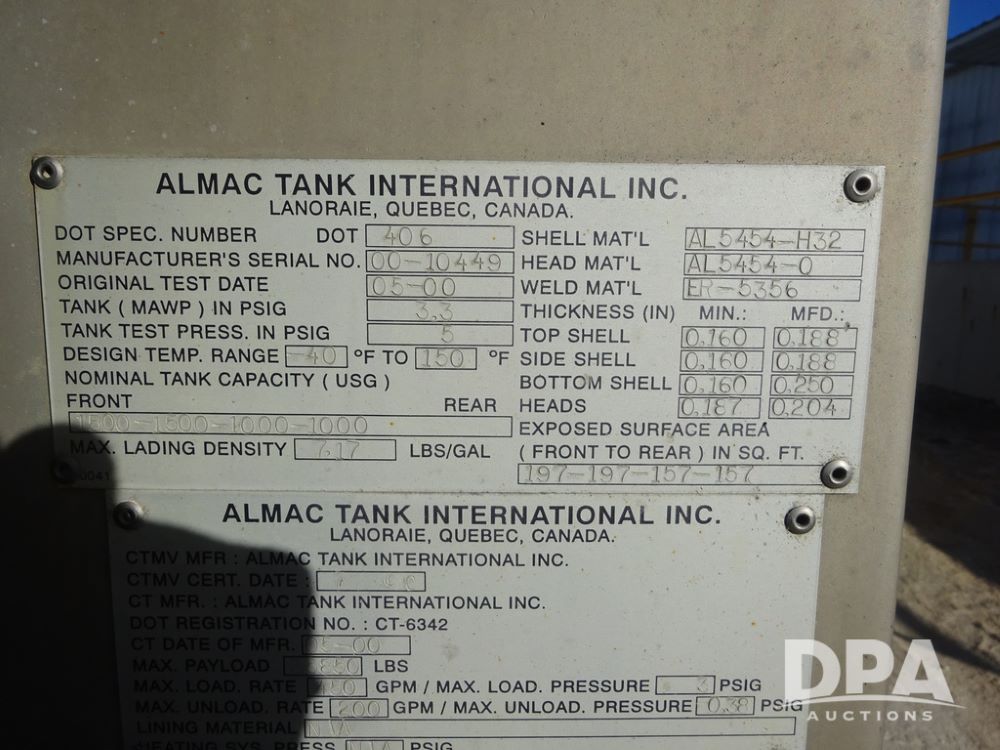 ALMAC TANK INTERNATIONAL INC.
LANORAIE, QUEBEC, CANADA.
DOT SPEC. NUMBER DOT 406 SHELL MAT'L AL5454-H32
MANUFACTURER'S SERIAL NO. 00-10449 HEAD MAT'L AL5454-0
ORIGINAL TEST DATE 05-00 WELD MAT'L ER-5356
TANK ( MAWP ) IN PSIG 3.3 THICKNESS (IN) MIN.: MFD.:
TANK TEST PRESS. IN PSIG 5 TOP SHELL 0.160 0.188
DESIGN TEMP. RANGE -40 °F TO 150 °F SIDE SHELL 0.160 0.188
NOMINAL TANK CAPACITY ( USG ) BOTTOM SHELL 0.160 0.250
FRONT REAR HEADS 0.187 0.204
1500-1500-1000-1000 EXPOSED SURFACE AREA
MAX. LADING DENSITY 7.17 LBS/GAL ( FRONT TO REAR ) IN SQ. FT.
197-197-157-157
ALMAC TANK INTERNATIONAL INC.
LANORAIE, QUEBEC, CANADA.
CTMV MFR : ALMAC TANK INTERNATIONAL INC.
CTMV CERT. DATE :
CT MFR. : ALMAC TANK INTERNATIONAL INC.
DOT REGISTRATION NO. : CT-6342
CT DATE OF MFR. 05-00
MAX. PAYLOAD LBS
MAX. LOAD. RATE GPM / MAX. LOAD. PRESSURE 3 PSIG
MAX. UNLOAD. RATE 200 GPM / MAX. UNLOAD. PRESSURE 0.38 PSIG
LINING MATERIAL N/A
HEATING SYS. PRESS N/A PSIG
DPA
AUCTIONS